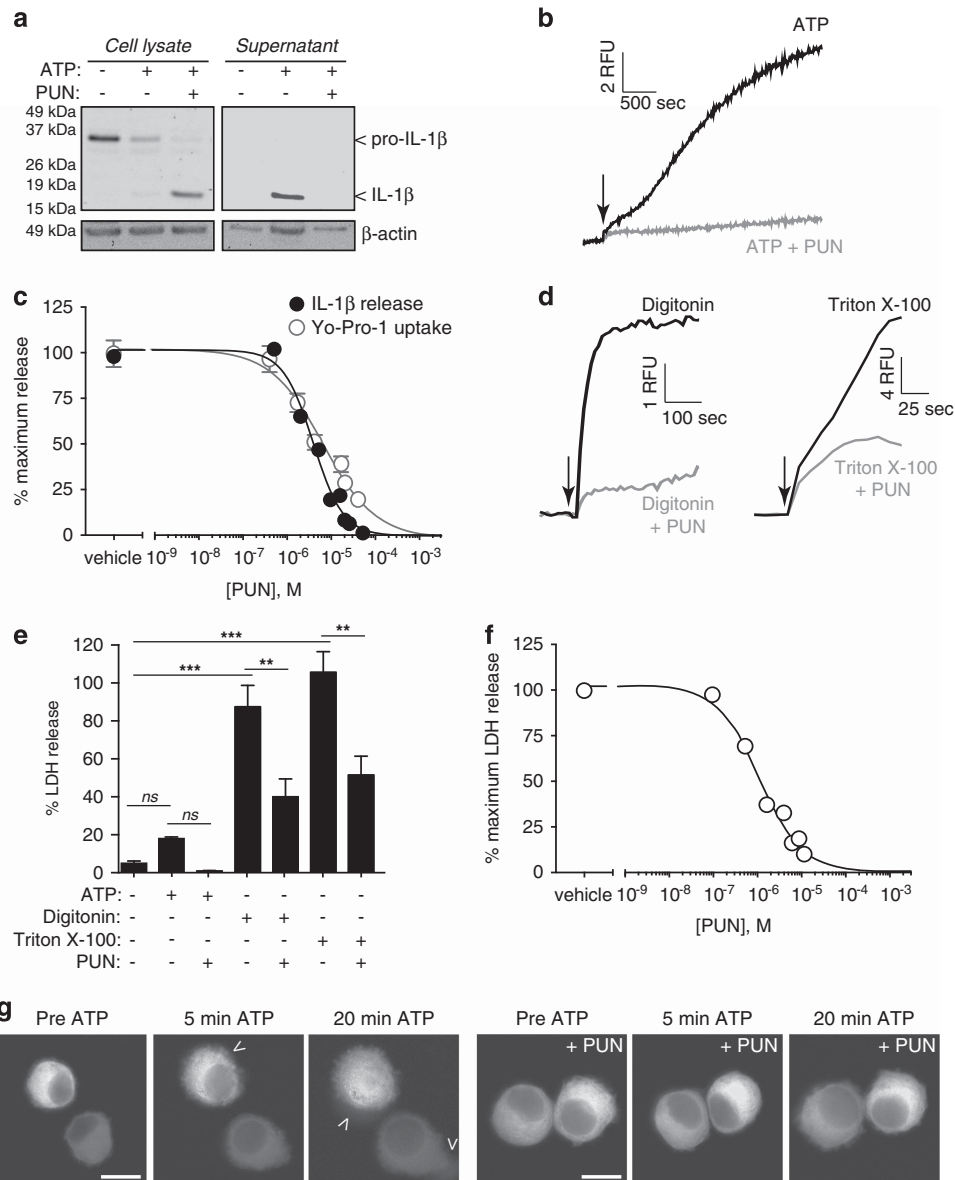 a
Cell lysate Supernatant
ATP: - + + - + +
PUN: - - + - - +
49 kDa
37 kDa
< pro-IL-1β
26 kDa
19 kDa
< IL-1β
15 kDa
49 kDa
β-actin
b
ATP
2 RFU
500 sec
ATP + PUN
c
IL-1β release
Yo-Pro-1 uptake
% maximum release
125
100
75
50
25
0
vehicle 10-9 10-8 10-7 10-6 10-5 10-4 10-3
[PUN], M
d
Digitonin
1 RFU
100 sec
Digitonin
+ PUN
Triton X-100
4 RFU
25 sec
Triton X-100
+ PUN
e
% LDH release
120
100
80
60
40
20
0
*** **
*** **
ns
ns
ATP: - + + - - - -
Digitonin: - - - + + - -
Triton X-100: - - - - - + +
PUN: - - + - + - +
f
% maximum LDH release
125
100
75
50
25
0
vehicle 10-9 10-8 10-7 10-6 10-5 10-4 10-3
[PUN], M
g
Pre ATP 5 min ATP 20 min ATP Pre ATP 5 min ATP 20 min ATP
+ PUN + PUN + PUN